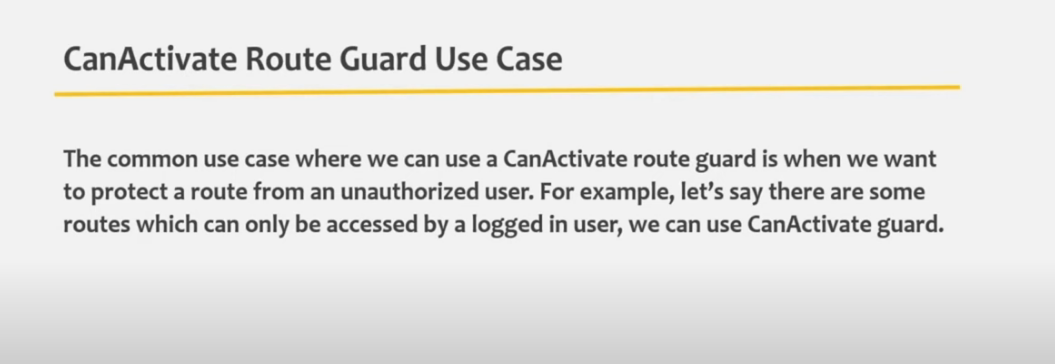 CanActivate Route Guard Use Case
The common use case where we can use a CanActivate route guard is when we want
to protect a route from an unauthorized user. For example, let’s say there are some
routes which can only be accessed by a logged in user, we can use CanActivate guard.